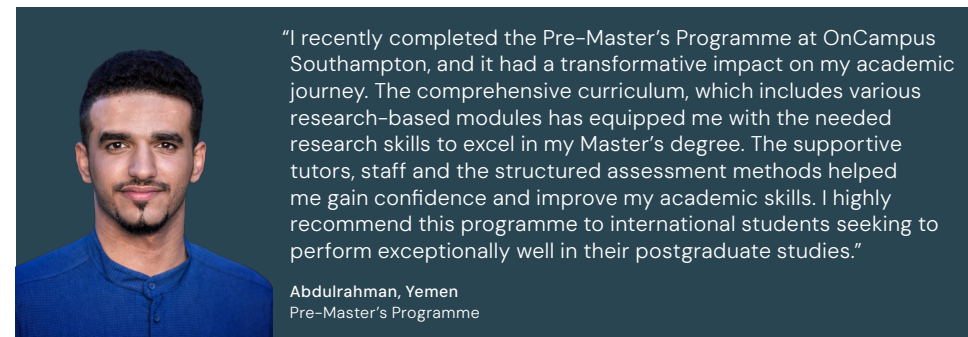 “I recently completed the Pre-Master’s Programme at OnCampus
Southampton, and it had a transformative impact on my academic
journey. The comprehensive curriculum, which includes various
research-based modules has equipped me with the needed
research skills to excel in my Master’s degree. The supportive
tutors, staff and the structured assessment methods helped
me gain confidence and improve my academic skills. I highly
recommend this programme to international students seeking to
perform exceptionally well in their postgraduate studies.”
Abdulrahman, Yemen
Pre-Master’s Programme